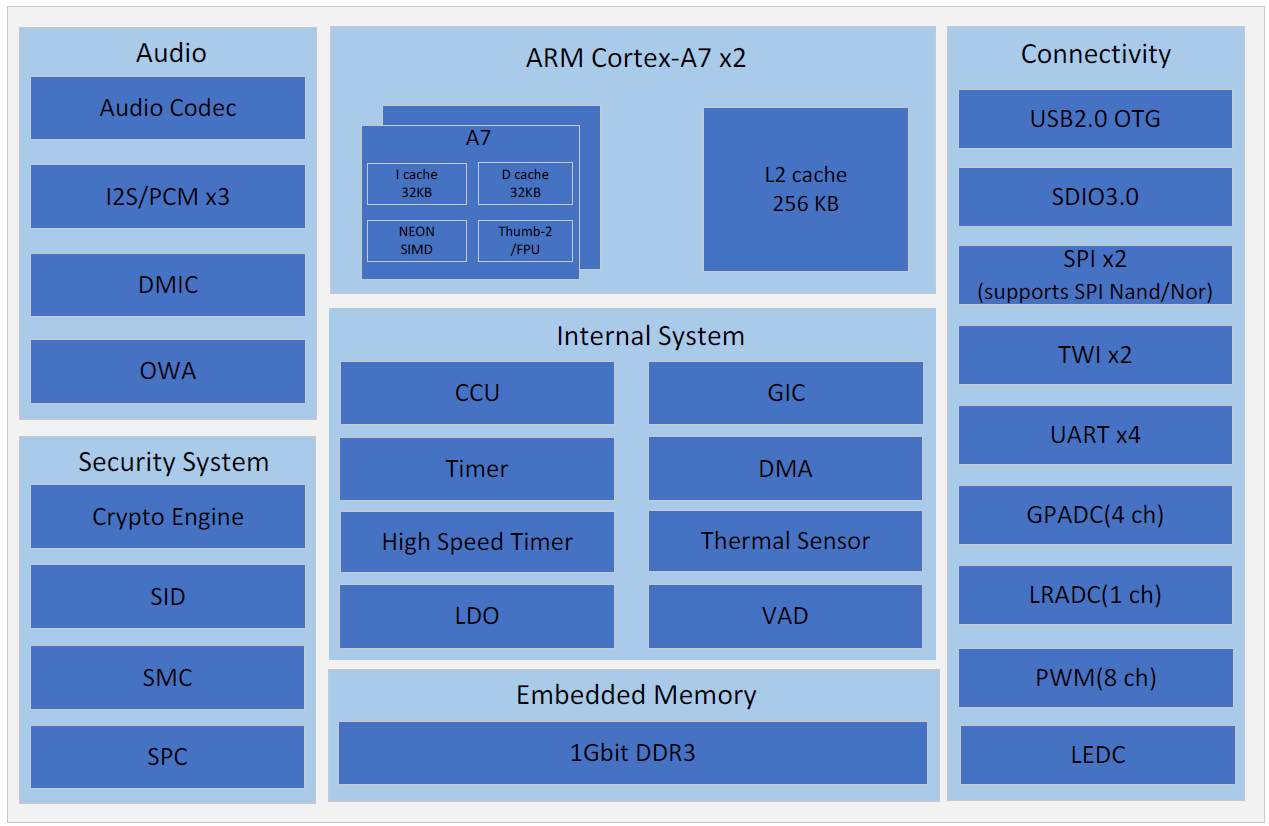 Audio
Audio Codec
I2S/PCM x3
DMIC
OWA
Security System
Crypto Engine
SID
SMC
SPC
ARM Cortex-A7 x2
A7
I cache
32KB
D cache
32KB
NEON
SIMD
Thumb-2
/FPU
L2 cache
256 KB
Internal System
CCU
GIC
Timer
DMA
High Speed Timer
Thermal Sensor
LDO
VAD
Embedded Memory
1Gbit DDR3
Connectivity
USB2.0 OTG
SDIO3.0
SPI x2
(supports SPI Nand/Nor)
TWI x2
UART x4
GPADC(4 ch)
LRADC(1 ch)
PWM(8 ch)
LEDC